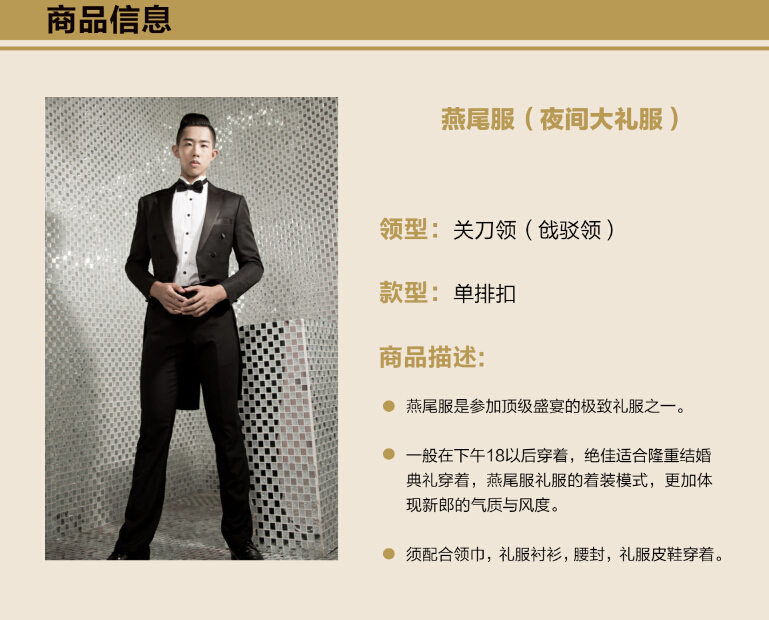 商品信息
燕尾服（夜间大礼服）
领型：关刀领（戗驳领）
款型：单排扣
商品描述:
燕尾服是参加顶级盛宴的极致礼服之一。
一般在下午18以后穿着，绝佳适合隆重结婚
典礼穿着，燕尾服礼服的着装模式，更加体
现新郎的气质与风度。
须配合领巾，礼服衬衫，腰封，礼服皮鞋穿着。